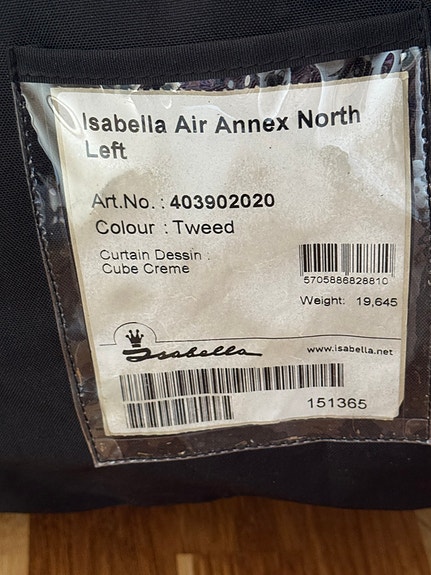 Isabella Air Annex North
Left
Art.No. : 403902020
Colour : Tweed
Curtain Dessin :
Cube Creme
5705886828810
Weight: 19,645
Isabella
www.isabella.net
151365